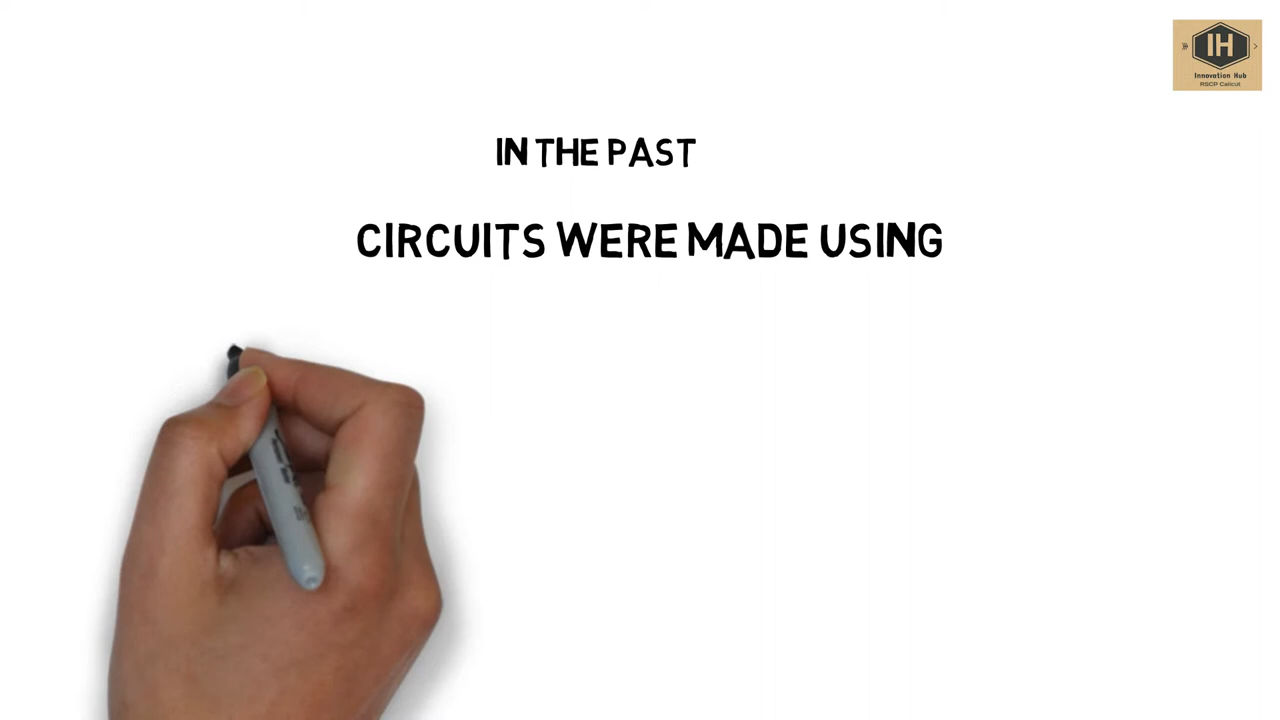 IH
Innovation Hub
RSCP Calicut
IN THE PAST
CIRCUITS WERE MADE USING